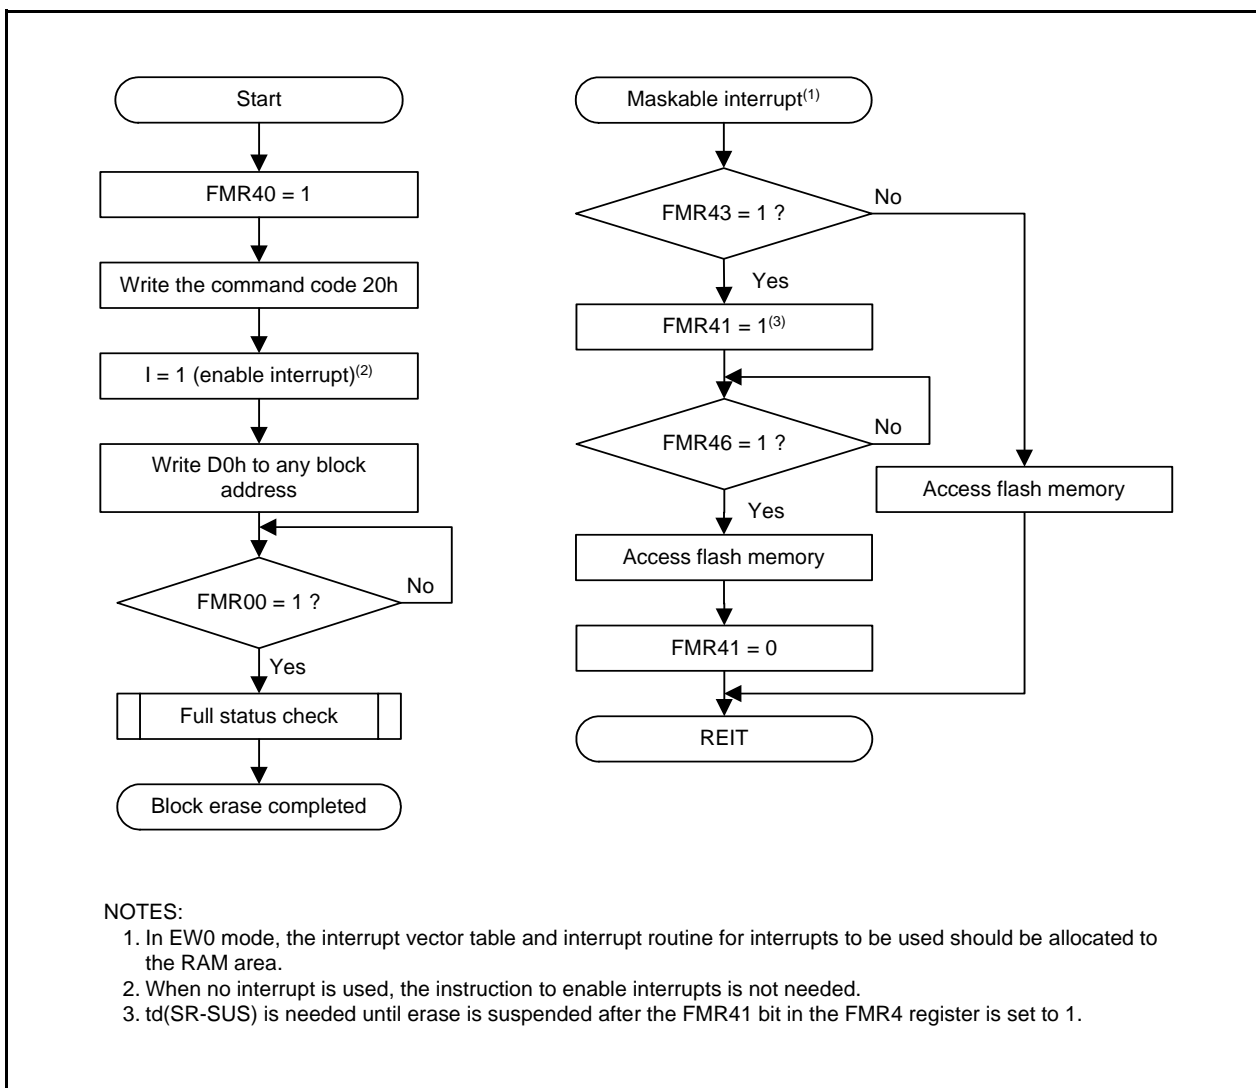 Start
FMR40 = 1
Write the command code 20h
I = 1 (enable interrupt)(2)
Write D0h to any block
address
FMR00 = 1 ?
No
Yes
Full status check
Block erase completed
Maskable interrupt(1)
FMR43 = 1 ?
No
Yes
FMR41 = 1(3)
FMR46 = 1 ?
No
Yes
Access flash memory
Access flash memory
FMR41 = 0
REIT
NOTES:
1. In EW0 mode, the interrupt vector table and interrupt routine for interrupts to be used should be allocated to
the RAM area.
2. When no interrupt is used, the instruction to enable interrupts is not needed.
3. td(SR-SUS) is needed until erase is suspended after the FMR41 bit in the FMR4 register is set to 1.